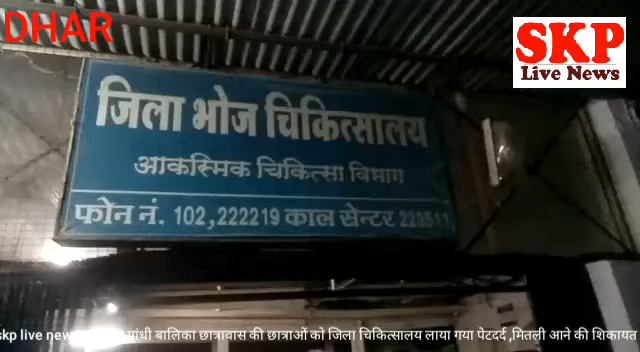 DHAR
SKP
Live News
जिला भोज चिकित्सालय
आकस्मिक चिकित्सा विभाग
फोन नं. 102,222219 काल सेन्टर
skp live new गांधी बालिका छात्रावास की छात्राओं को जिला चिकित्सालय लाया गया पेटदर्द ,मितली आने की शिकायत